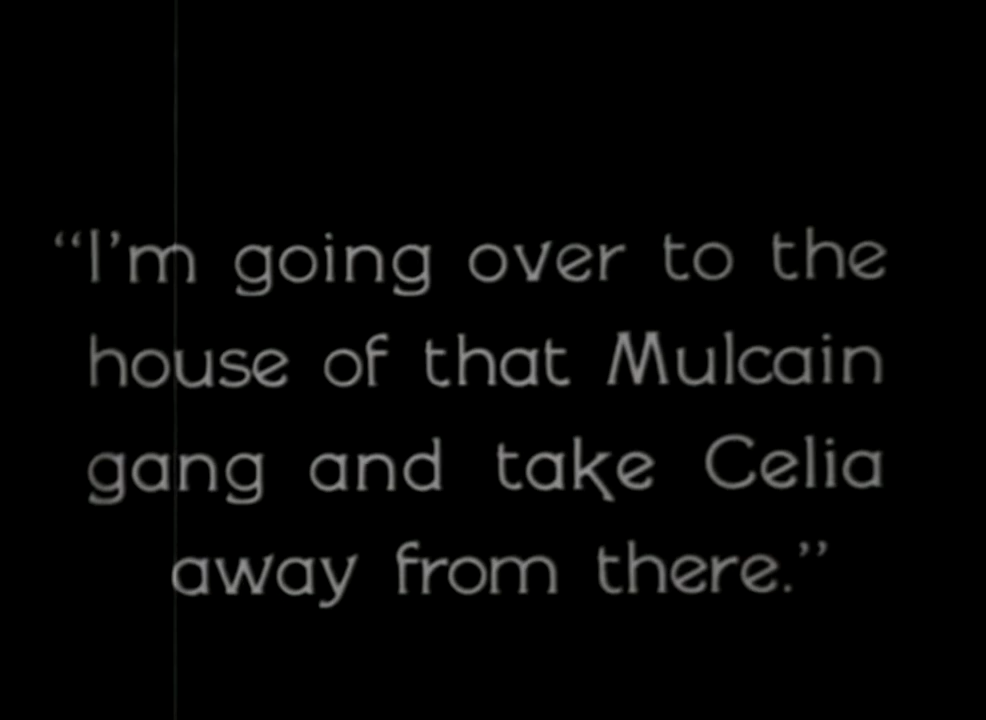 “I’m going over to the
house of that Mulcain
gang and take Celia
away from there.”